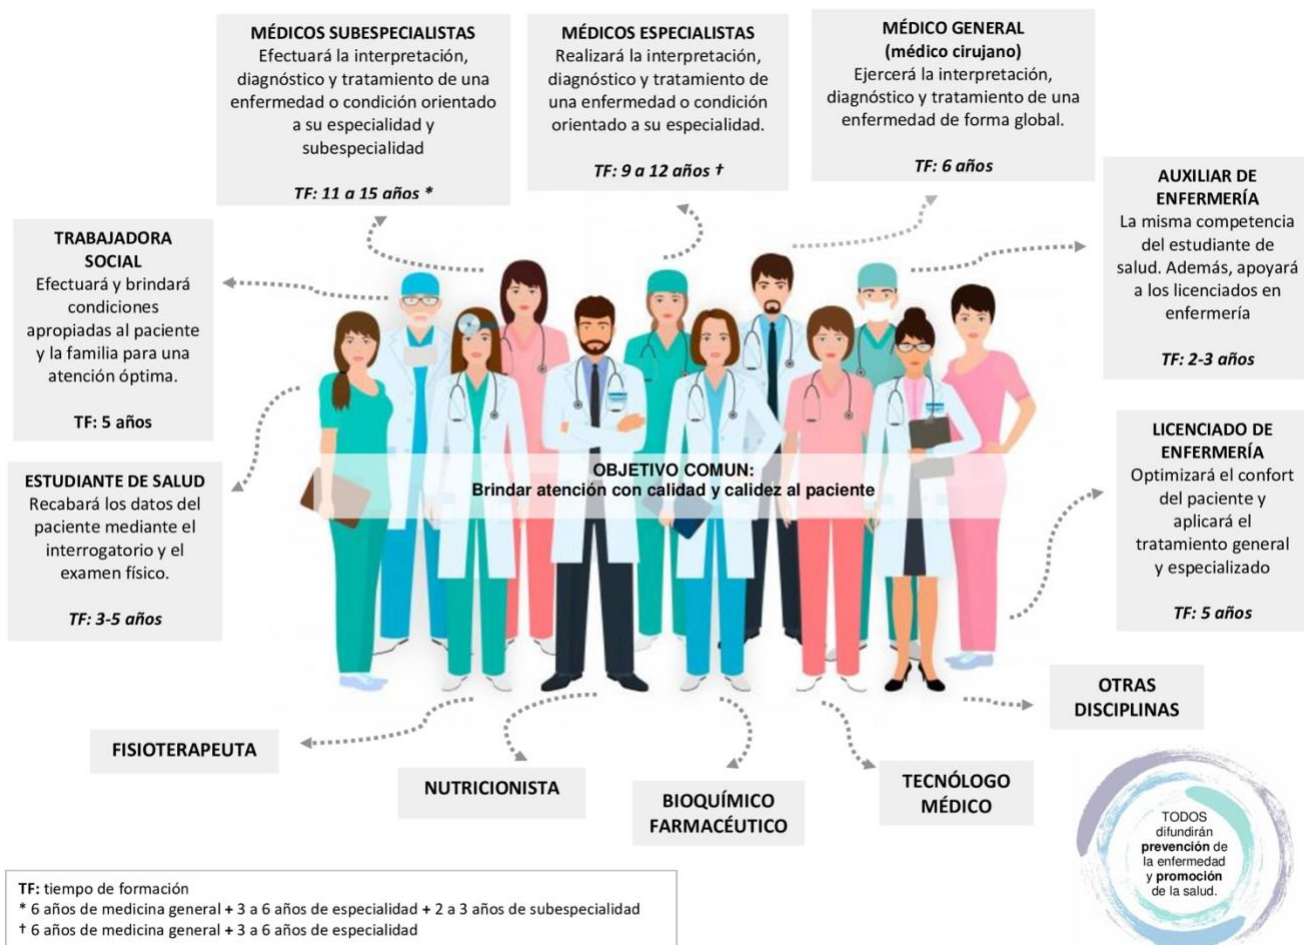 MÉDICOS SUBESPECIALISTAS
Efectuará la interpretación,
diagnóstico y tratamiento de una
enfermedad o condición orientado
a su especialidad y
subespecialidad
TF: 11 a 15 años *
MÉDICOS ESPECIALISTAS
Realizará la interpretación,
diagnóstico y tratamiento de
una enfermedad o condición
orientado a su especialidad.
TF: 9 a 12 años †
MÉDICO GENERAL
(médico cirujano)
Ejercerá la interpretación,
diagnóstico y tratamiento de una
enfermedad de forma global.
TF: 6 años
AUXILIAR DE
ENFERMERÍA
La misma competencia
del estudiante de
salud. Además, apoyará
a los licenciados en
enfermería
TF: 2-3 años
TRABAJADORA
SOCIAL
Efectuará y brindará
condiciones
apropiadas al paciente
y la familia para una
atención óptima.
TF: 5 años
LICENCIADO DE
ENFERMERÍA
Optimizará el confort
del paciente y
aplicará el
tratamiento general
y especializado
TF: 5 años
ESTUDIANTE DE SALUD
Recabará los datos del
paciente mediante el
interrogatorio y el
examen físico.
TF: 3-5 años
OBJETIVO COMUN:
Brindar atención con calidad y calidez al paciente
FISIOTERAPEUTA
NUTRICIONISTA
BIOQUÍMICO
FARMACÉUTICO
TECNÓLOGO
MÉDICO
OTRAS
DISCIPLINAS
TODOS
difundirán
prevención de
la enfermedad
y promoción
de la salud.
TF: tiempo de formación
* 6 años de medicina general + 3 a 6 años de especialidad + 2 a 3 años de subespecialidad
† 6 años de medicina general + 3 a 6 años de especialidad